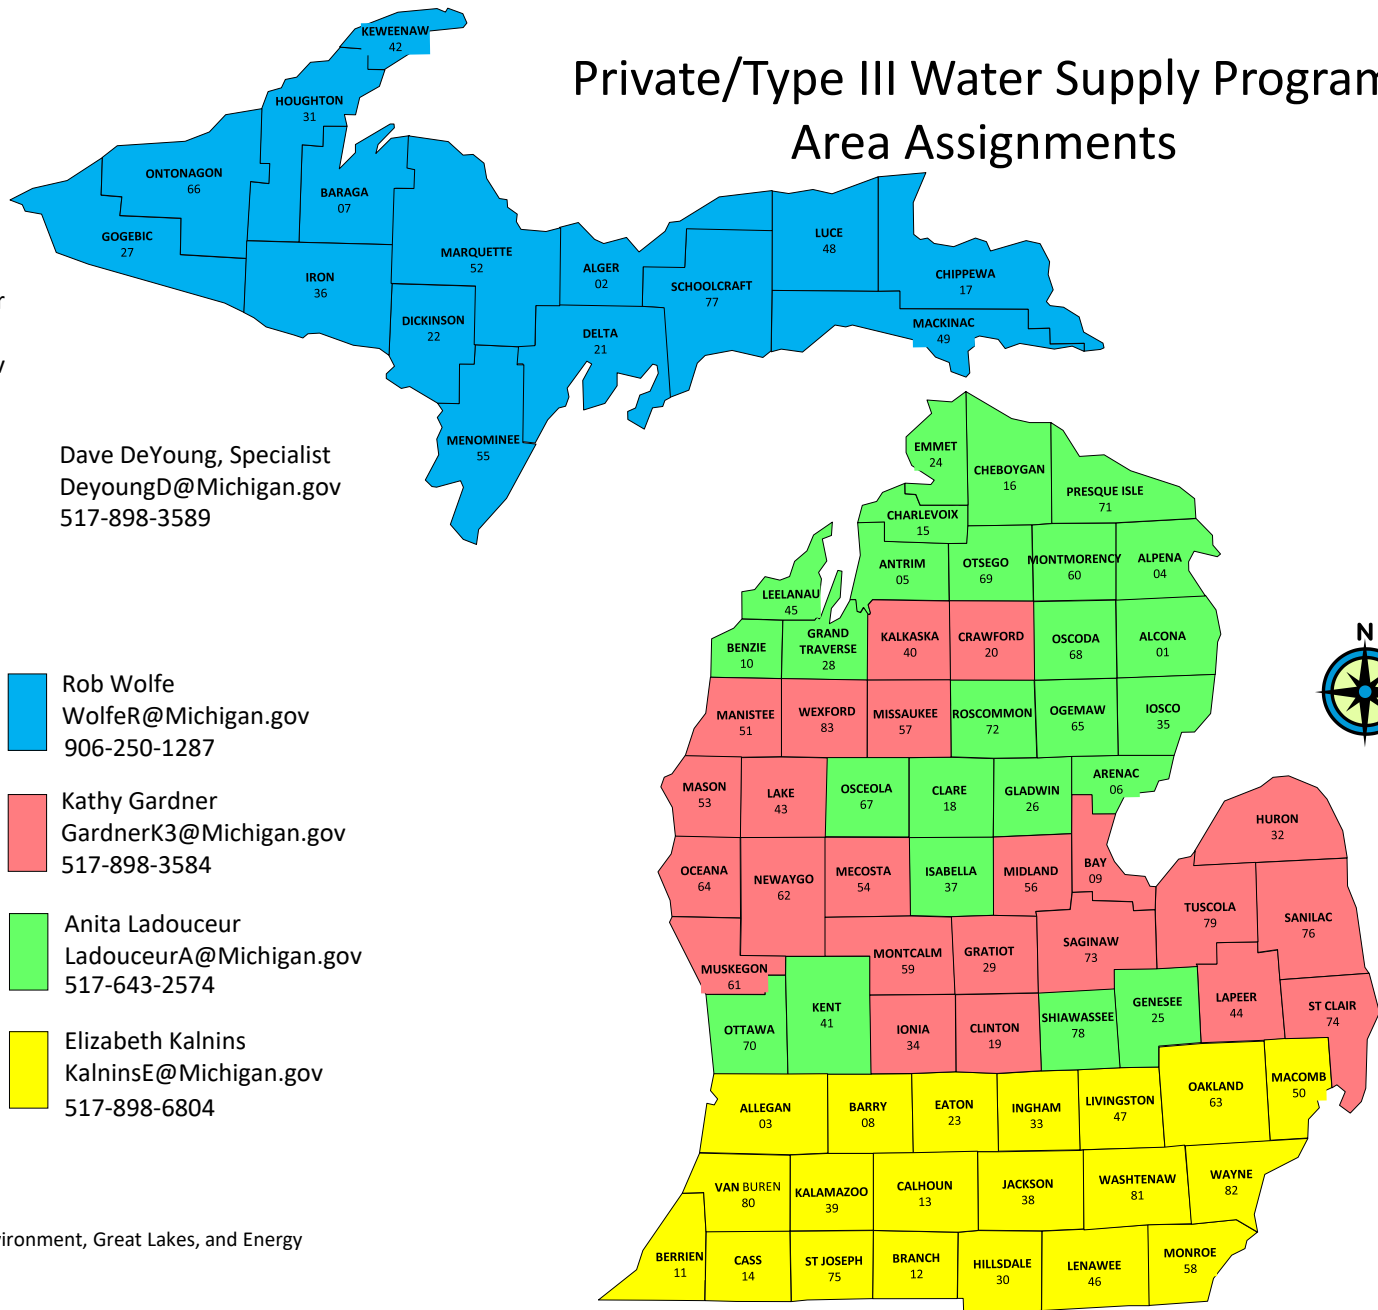 Private/Type III Water Supply Program
Area Assignments
KEWEENAW
42
HOUGHTON
31
ONTONAGON
66
BARAGA
07
GOGEBIC
27
IRON
36
MARQUETTE
52
DICKINSON
22
MENOMINEE
55
ALGER
02
DELTA
21
SCHOOLCRAFT
77
LUCE
48
CHIPPEWA
17
MACKINAC
49
Dave DeYoung, Specialist
DeyoungD@Michigan.gov
517-898-3589
EMMET
24
CHEBOYGAN
16
PRESQUE ISLE
71
CHARLEVOIX
15
ANTRIM
05
OTSEGO
69
MONTMORENCY
60
ALPENA
04
LEELANAU
45
BENZIE
10
GRAND
TRAVERSE
28
KALKASKA
40
CRAWFORD
20
OSCODA
68
ALCONA
01
N
MANISTEE
51
WEXFORD
83
MISSAUKEE
57
ROSCOMMON
72
OGEMAW
65
IOSCO
35
Rob Wolfe
WolfeR@Michigan.gov
906-250-1287
Kathy Gardner
GardnerK3@Michigan.gov
517-898-3584
Anita Ladouceur
LadouceurA@Michigan.gov
517-643-2574
Elizabeth Kalnins
KalninsE@Michigan.gov
517-898-6804
MASON
53
LAKE
43
OSCEOLA
67
CLARE
18
GLADWIN
26
ARENAC
06
HURON
32
OCEANA
64
NEWAYGO
62
MECOSTA
54
ISABELLA
37
MIDLAND
56
BAY
09
TUSCOLA
79
SANILAC
76
MUSKEGON
61
MONTCALM
59
GRATIOT
29
SAGINAW
73
OTTAWA
70
KENT
41
IONIA
34
CLINTON
19
SHIAWASSEE
78
GENESEE
25
LAPEER
44
ST CLAIR
74
ALLEGAN
03
BARRY
08
EATON
23
INGHAM
33
LIVINGSTON
47
OAKLAND
63
MACOMB
50
VAN BUREN
80
KALAMAZOO
39
CALHOUN
13
JACKSON
38
WASHTENAW
81
WAYNE
82
BERRIEN
11
CASS
14
ST JOSEPH
75
BRANCH
12
HILLSDALE
30
LENAWEE
46
MONROE
58
ironment, Great Lakes, and Energy